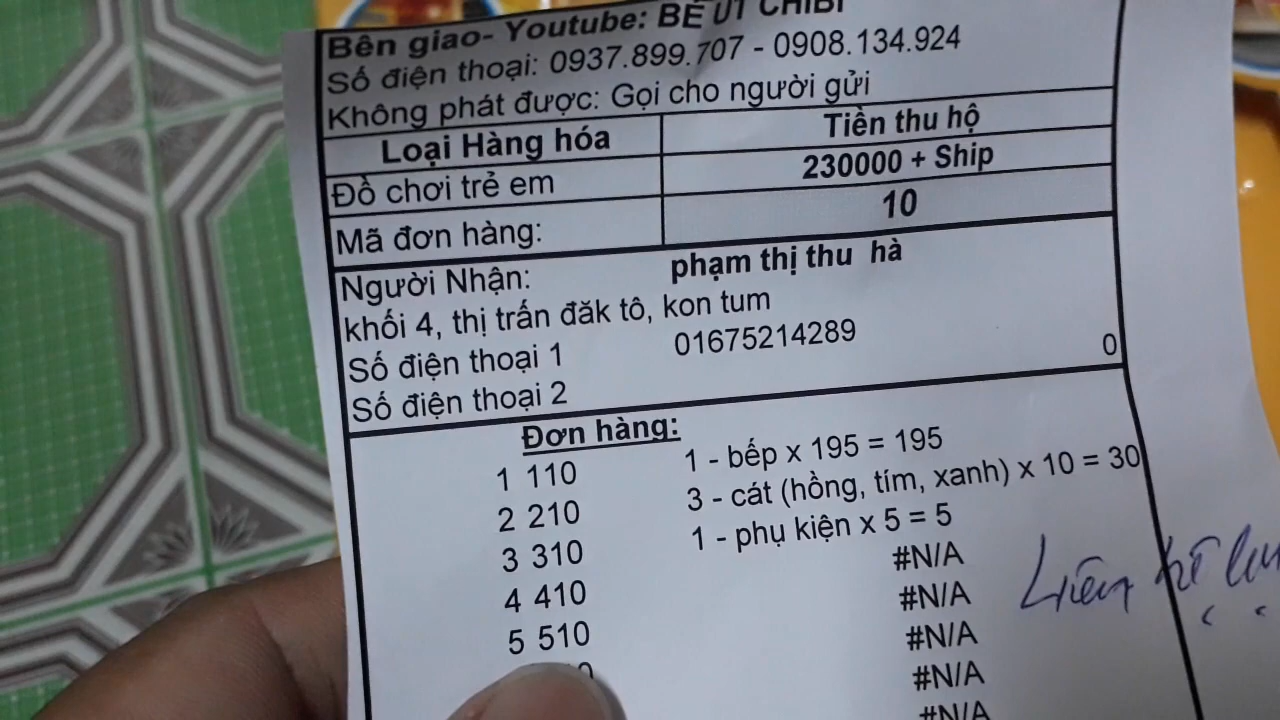 Bên giao- Youtube: BÉ ÚT CHIBI
Số điện thoại: 0937.899.707 - 0908.134.924
Không phát được: Gọi cho người gửi
Loại Hàng hóa Tiền thu hộ
Đồ chơi trẻ em 230000 + Ship
Mã đơn hàng: 10
Người Nhận: phạm thị thu hà
khối 4, thị trấn đăk tô, kon tum
Số điện thoại 1 01675214289
Số điện thoại 2 0
Đơn hàng:
1 110 1 - bếp x 195 = 195
2 210 3 - cát (hồng, tím, xanh) x 10 = 30
3 310 1 - phụ kiện x 5 = 5
4 410 #N/A
5 510 #N/A
#N/A
#N/A
#N/A
Liên hệ